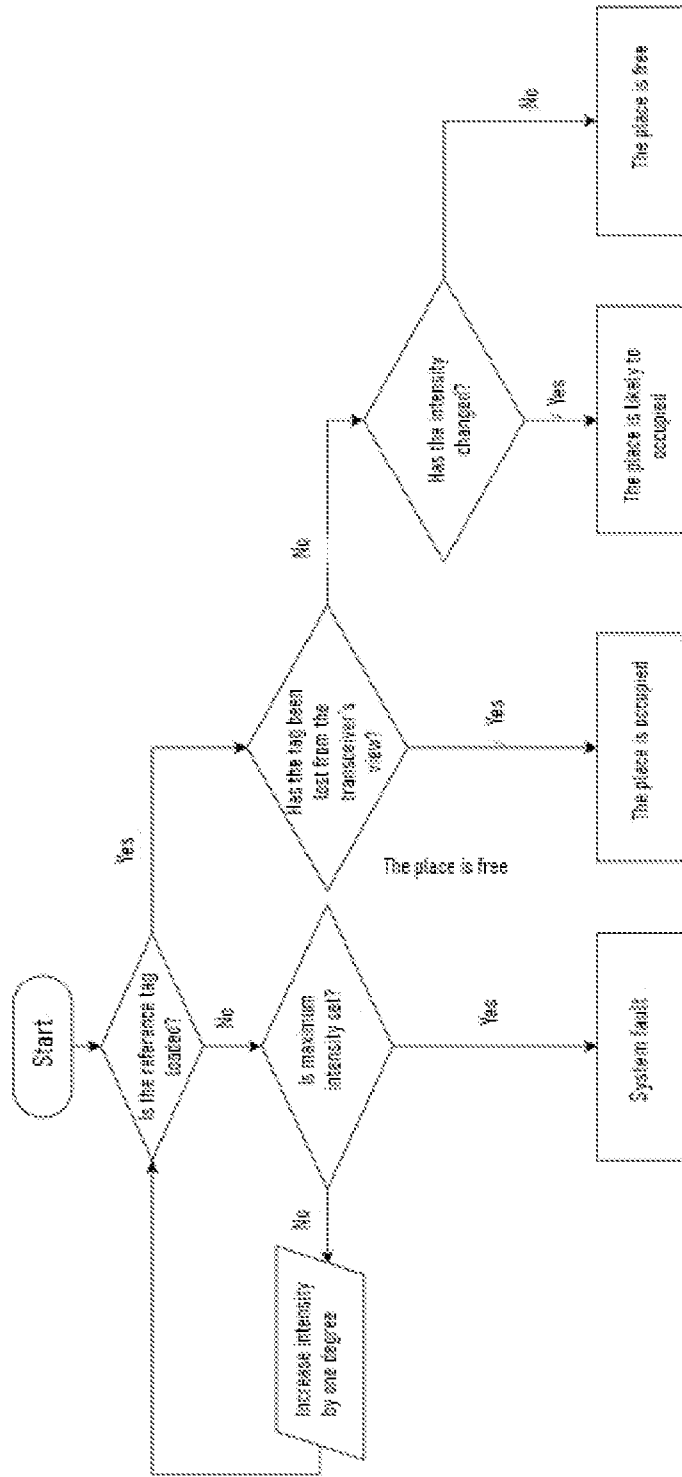 Start
Is the reference tag
loaded?
Yes
No
Is maximum
intensity set?
No
Increase intensity
by one degree
Yes
System fault
Has the tag been
lost from the
transceiver's
view?
The place is free
Yes
The place is occupied
No
Has the intensity
changed?
Yes
The place is likely to
occupied
No
The place is free